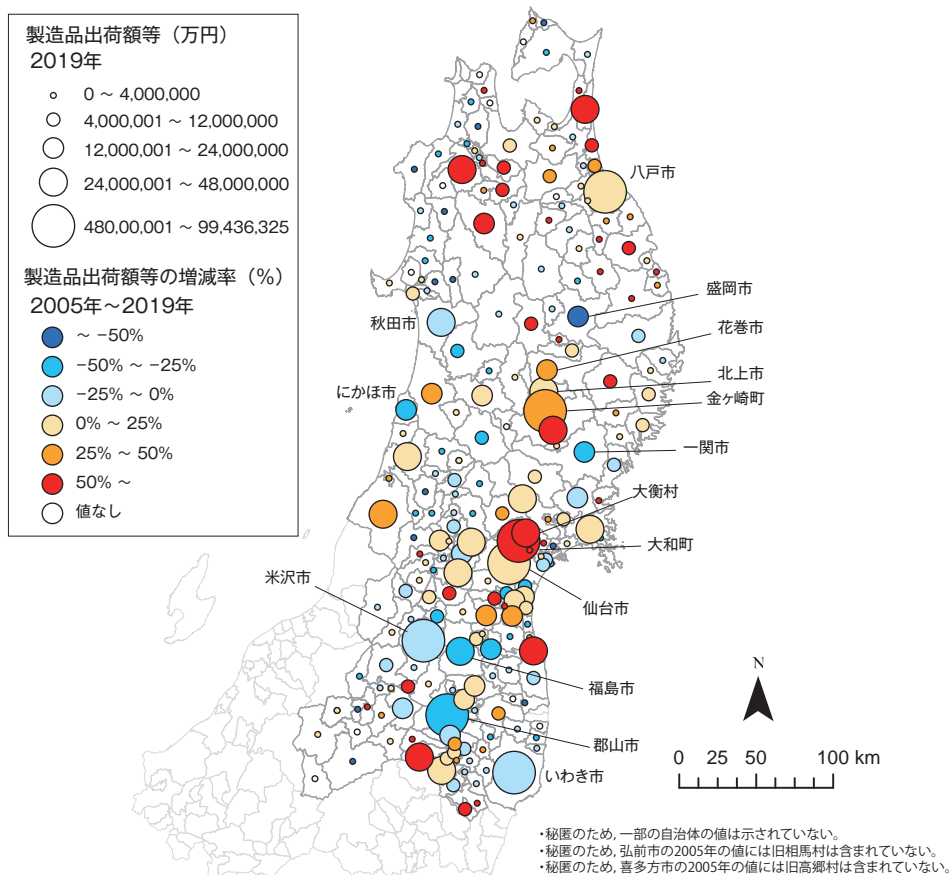 製造品出荷額等（万円）
2019年
0 ～ 4,000,000
4,000,001 ～ 12,000,000
12,000,001 ～ 24,000,000
24,000,001 ～ 48,000,000
480,00,001 ～ 99,436,325
製造品出荷額等の増減率（%）
2005年～2019年
～ −50%
−50% ～ −25%
−25% ～ 0%
0% ～ 25%
25% ～ 50%
50% ～
値なし
八戸市
盛岡市
秋田市
花巻市
北上市
にかほ市
金ヶ崎町
一関市
大衡村
大和町
米沢市
仙台市
福島市
郡山市
いわき市
N
0 50 100 km
・秘匿のため, 一部の自治体の値は示されていない。
・秘匿のため, 弘前市の2005年の値には旧相馬村は含まれていない。
・秘匿のため, 喜多方市の2005年の値には旧高郷村は含まれていない。